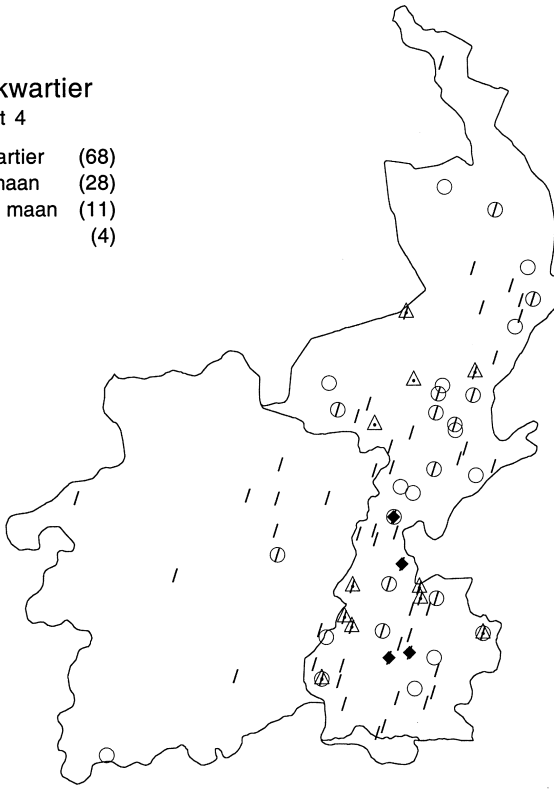 kwartier
t 4
artier (68)
naan (28)
maan (11)
(4)